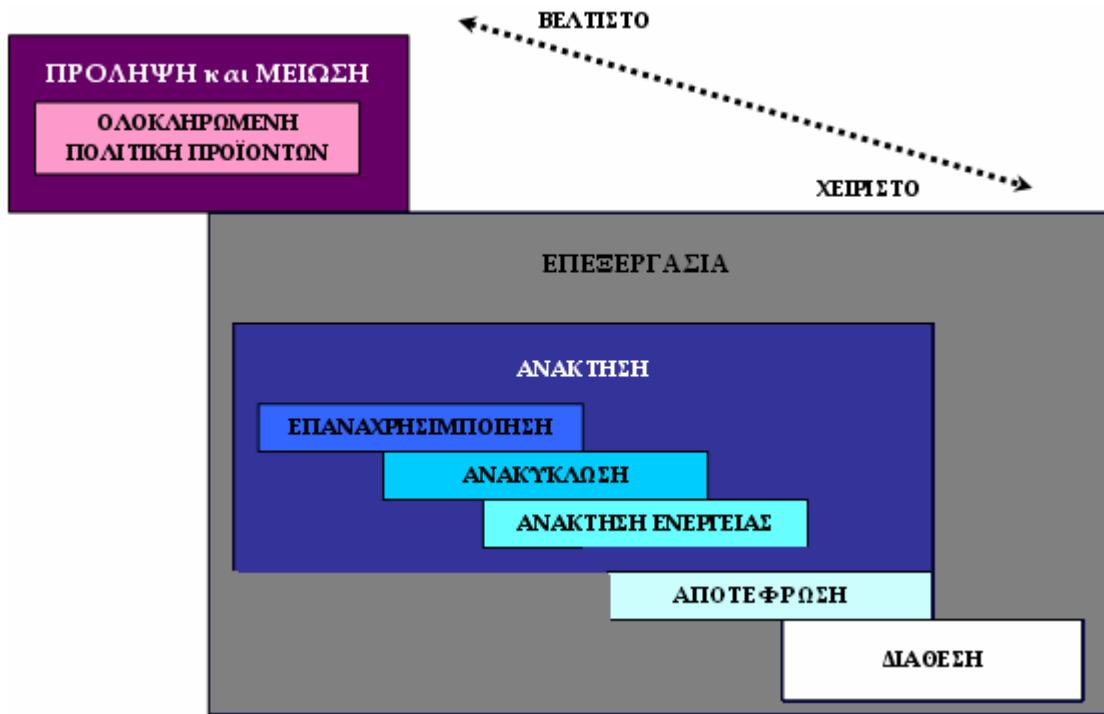 ΒΕΛΤΙΣΤΟ
ΠΡΟΛΗΨΗ και ΜΕΙΩΣΗ
ΟΛΟΚΛΗΡΩΜΕΝΗ
ΠΟΛΙΤΙΚΗ ΠΡΟΪΟΝΤΩΝ
ΧΕΙΡΙΣΤΟ
ΕΠΕΞΕΡΓΑΣΙΑ
ΑΝΑΚΤΗΣΗ
ΕΠΑΝΑΧΡΗΣΙΜΠΟΙΗΣΗ
ΑΝΑΚΥΚΛΩΣΗ
ΑΝΑΚΤΗΣΗ ΕΝΕΡΓΕΙΑΣ
ΑΠΟΤΕΦΡΩΣΗ
ΔΙΑΘΕΣΗ